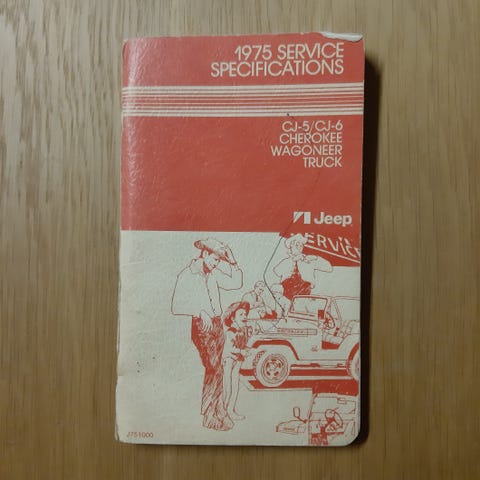 1975 SERVICE
SPECIFICATIONS
CJ-5/CJ-6
CHEROKEE
WAGONEER
TRUCK
Jeep
SERVICE
J751000